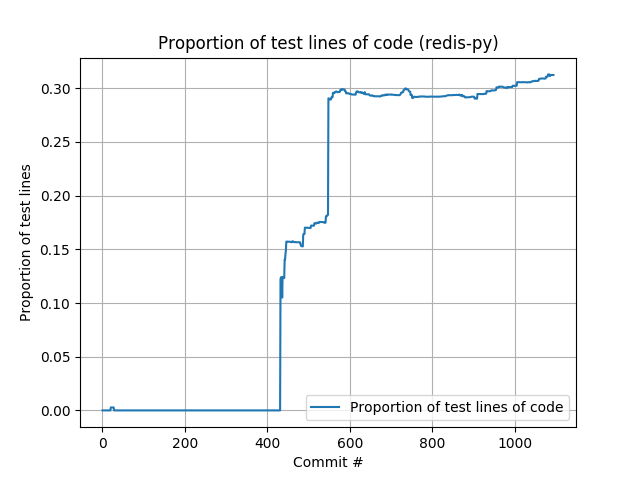 Proportion of test lines of code (redis-py)
Proportion of test lines
0.30
0.25
0.20
0.15
0.10
0.05
0.00
Proportion of test lines of code
0 200 400 600 800 1000
Commit #